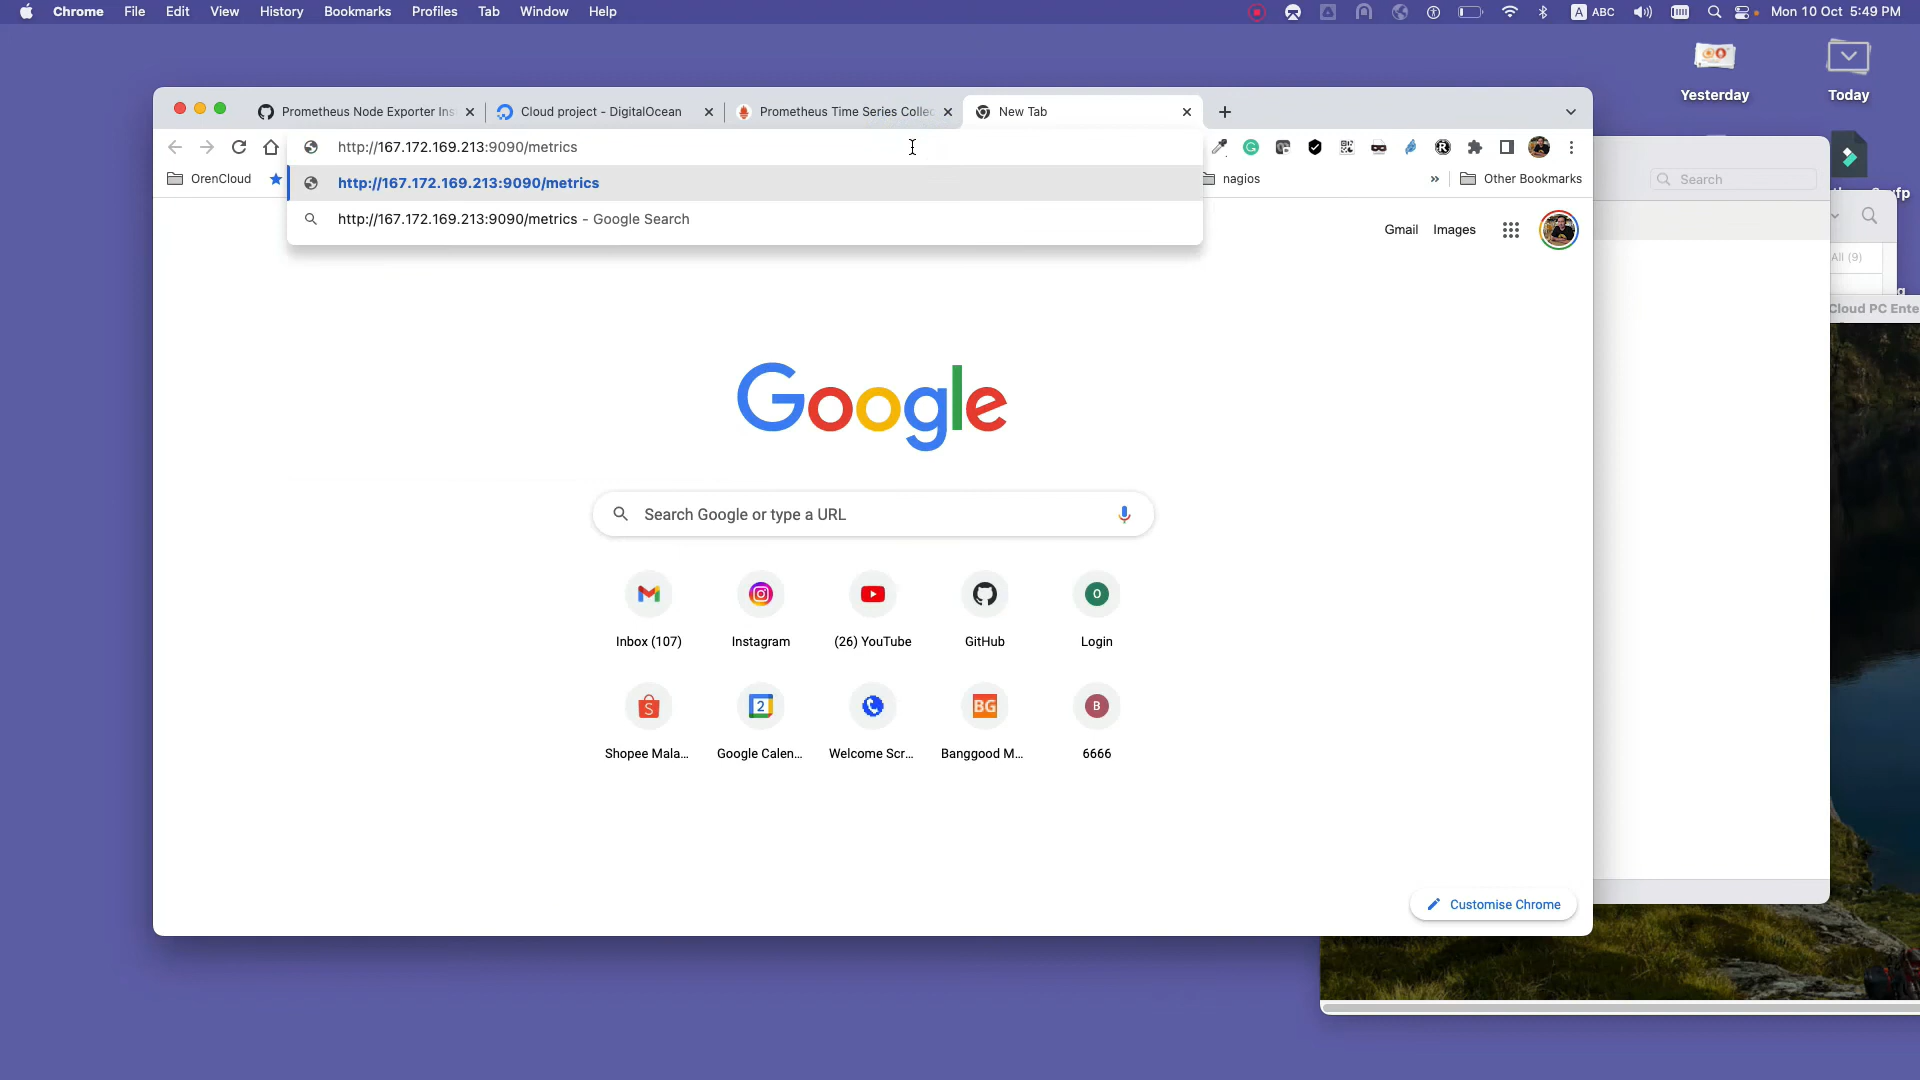 Chrome File Edit View History Bookmarks Profiles Tab Window Help
A ABC Mon 10 Oct 5:49 PM
Yesterday
Today
Prometheus Node Exporter Ins
Cloud project - DigitalOcean
Prometheus Time Series Collec
New Tab
http://167.172.169.213:9090/metrics
OrenCloud
http://167.172.169.213:9090/metrics
http://167.172.169.213:9090/metrics - Google Search
nagios
»
Other Bookmarks
Search
Gmail
Images
All (9)
Cloud PC Ente
Google
Search Google or type a URL
Inbox (107)
Instagram
(26) YouTube
GitHub
O
Login
S
Shopee Mala...
2
Google Calen...
Welcome Scr...
BG
Banggood M...
B
6666
Customise Chrome